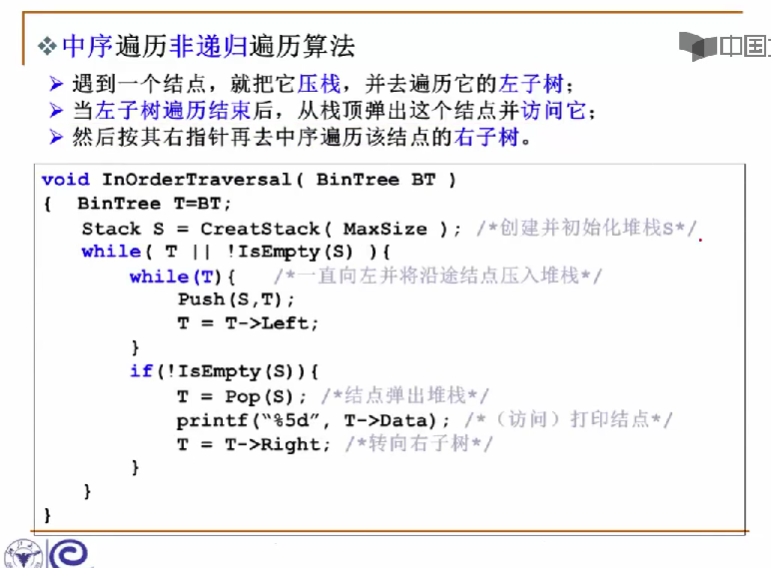 中序遍历非递归遍历算法
中国
遇到一个结点，就把它压栈，并去遍历它的左子树；
当左子树遍历结束后，从栈顶弹出这个结点并访问它；
然后按其右指针再去中序遍历该结点的右子树。
void InOrderTraversal( BinTree BT )
{ BinTree T=BT;
Stack S = CreatStack( MaxSize ); /*创建并初始化堆栈S*/
while( T || !IsEmpty(S) ){
while(T){ /*一直向左并将沿途结点压入堆栈*/
Push(S,T);
T = T->Left;
}
if(!IsEmpty(S)){
T = Pop(S); /*结点弹出堆栈*/
printf(“%5d”, T->Data); /*（访问）打印结点*/
T = T->Right; /*转向右子树*/
}
}
}